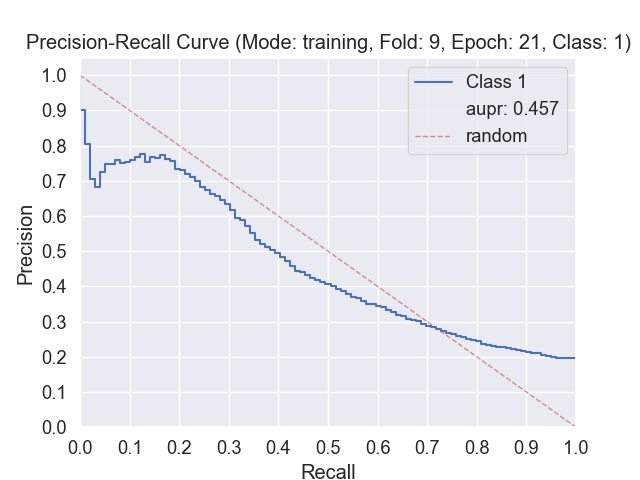 Precision-Recall Curve (Mode: training, Fold: 9, Epoch: 21, Class: 1)
Class 1
aupr: 0.457
random
Precision
1.0
0.9
0.8
0.7
0.6
0.5
0.4
0.3
0.2
0.1
0.0
0.0 0.1 0.2 0.3 0.4 0.5 0.6 0.7 0.8 0.9 1.0
Recall